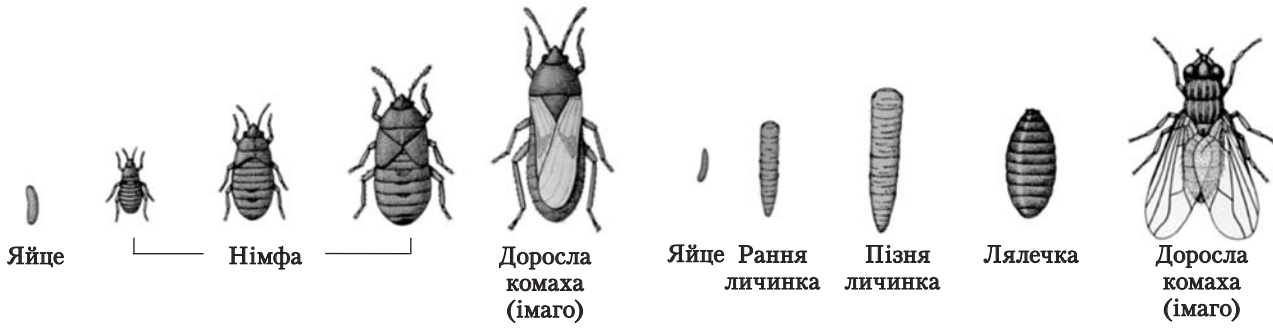 Яйце
Німфа
Доросла
комаха
(імаго)
Яйце
Рання
личинка
Пізня
личинка
Лялечка
Доросла
комаха
(імаго)